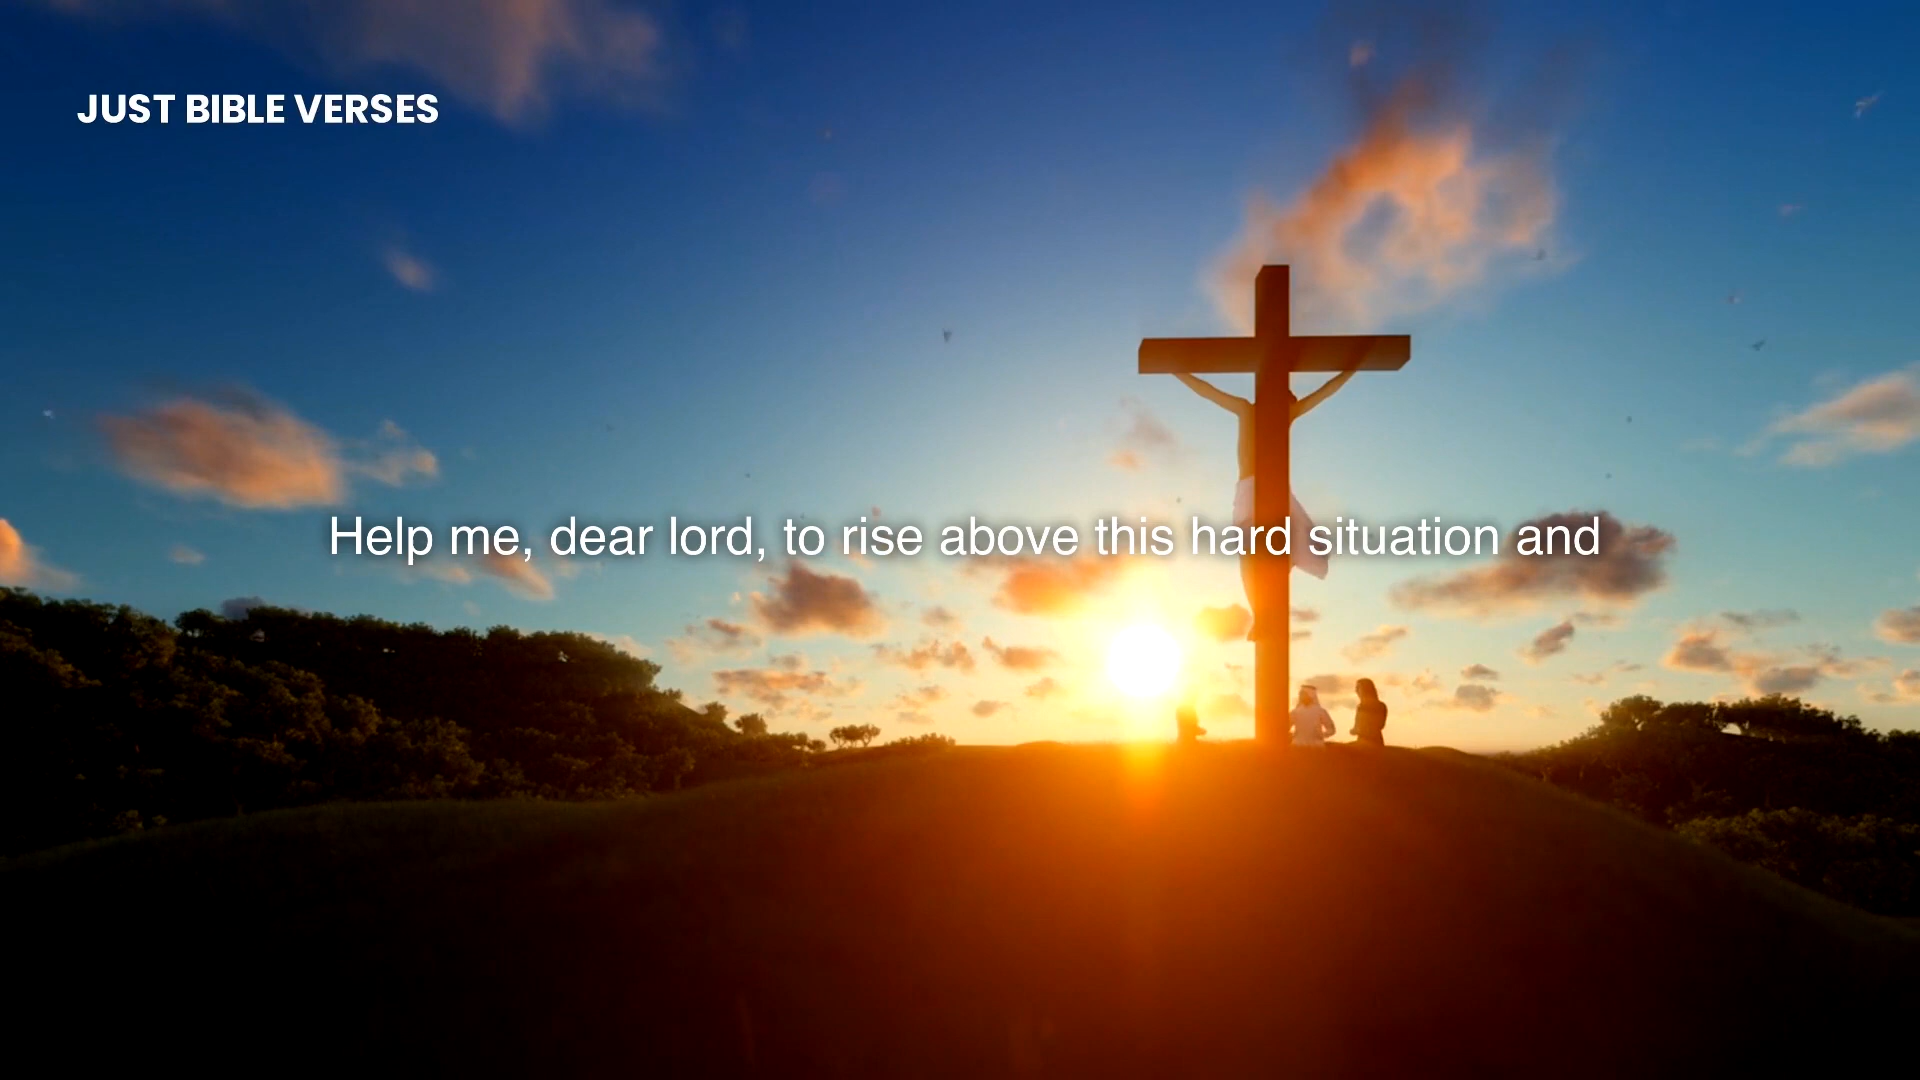 JUST BIBLE VERSES
Help me, dear lord, to rise above this hard situation and